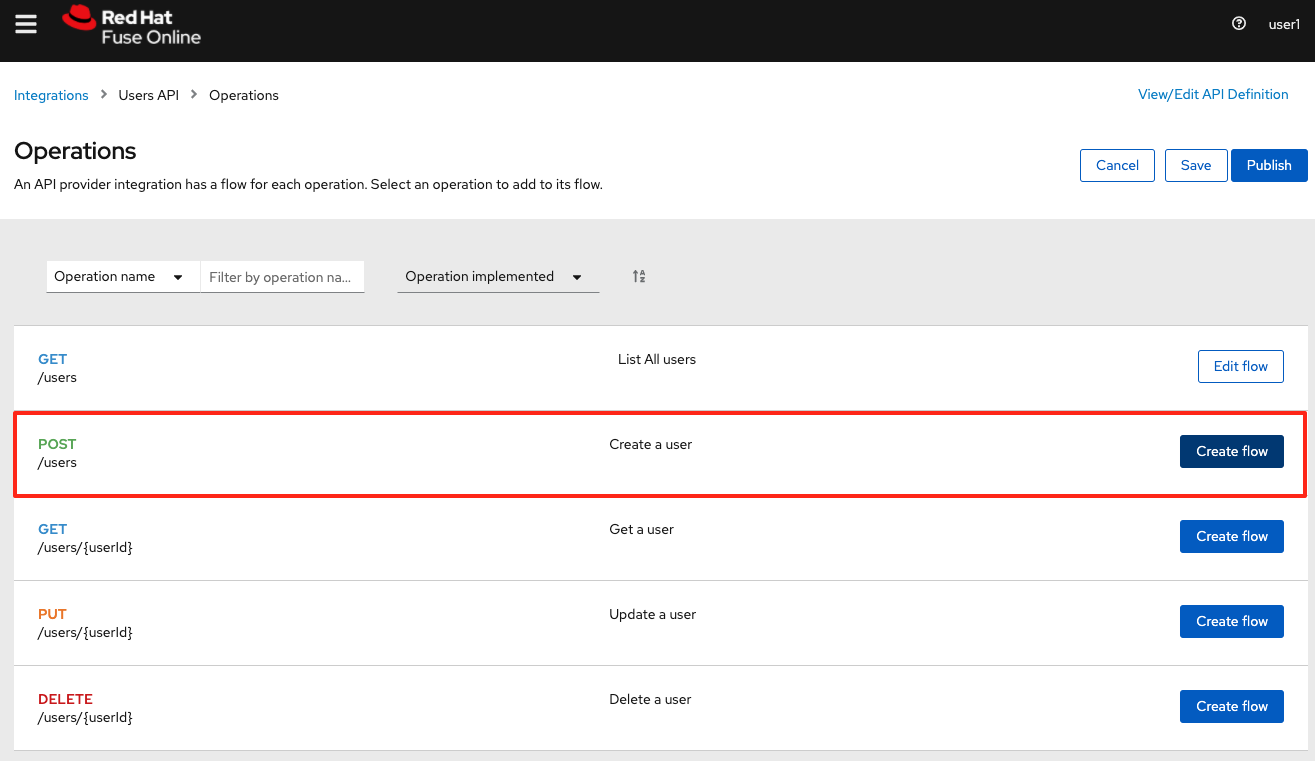 Red Hat
Fuse Online
user1
Integrations > Users API > Operations
View/Edit API Definition
Operations
An API provider integration has a flow for each operation. Select an operation to add to its flow.
Cancel Save Publish
Operation name Filter by operation na... Operation implemented
GET List All users Edit flow
/users
POST Create a user Create flow
/users
GET Get a user Create flow
/users/{userId}
PUT Update a user Create flow
/users/{userId}
DELETE Delete a user Create flow
/users/{userId}